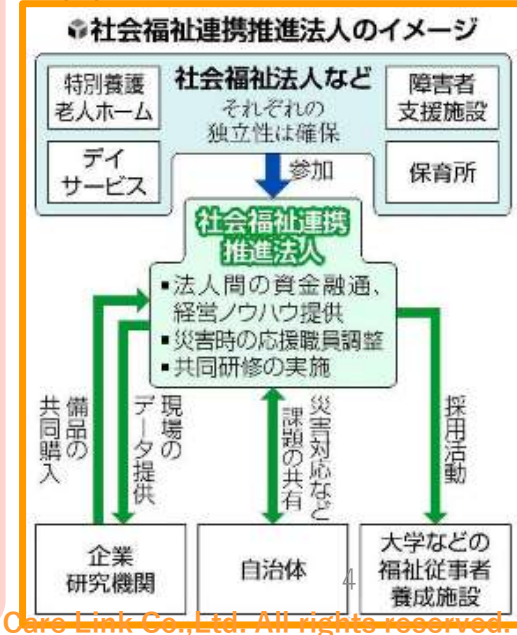 社会福祉連携推進法人のイメージ
特別養護
老人ホーム
社会福祉法人など
それぞれの
独立性は確保
障害者
支援施設
デイ
サービス
参加
保育所
社会福祉連携
推進法人
▪法人間の資金融通、
経営ノウハウ提供
▪災害時の応援職員調整
▪共同研修の実施
備品の
共同購入
現場の
データ提供
災害対応など
課題の共有
採用活動
企業
研究機関
自治体
大学などの
福祉従事者
養成施設
4
Care Link Co.,Ltd. All rights reserved.